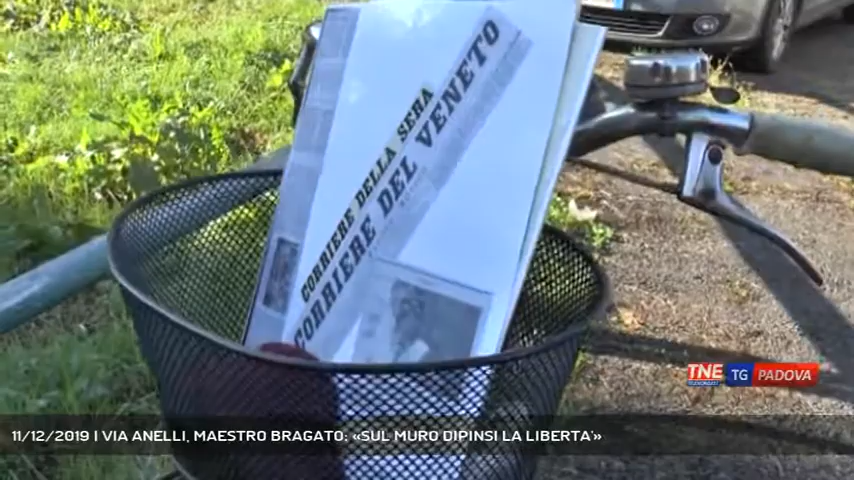 CORRIERE DELLA SERA
CORRIERE DEL VENETO
TNE TG PADOVA
11/12/2019 | VIA ANELLI, MAESTRO BRAGATO: «SUL MURO DIPINSI LA LIBERTA'»